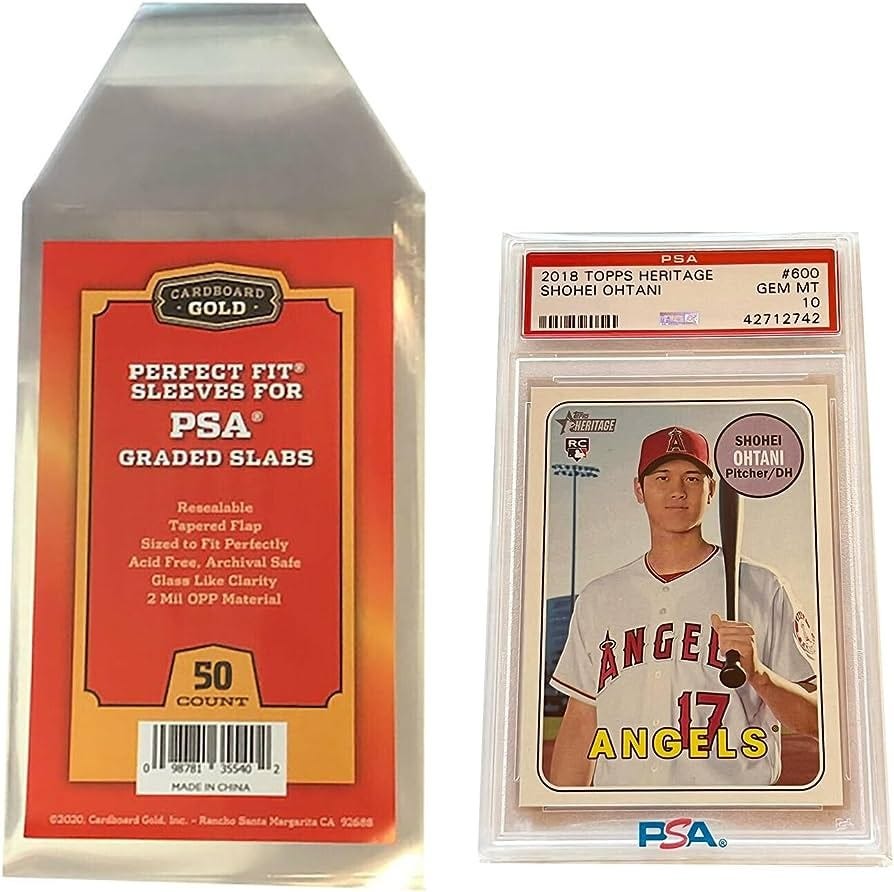 CARDBOARD
GOLD
PERFECT FIT®
SLEEVES FOR
PSA®
GRADED SLABS
Resealable
Tapered Flap
Sized to Fit Perfectly
Acid Free, Archival Safe
Glass Like Clarity
2 Mil OPP Material
50
COUNT
0 98781 35540 2
MADE IN CHINA
©2020, Cardboard Gold, Inc. - Rancho Santa Margarita CA 92688
PSA
2018 TOPPS HERITAGE #600
SHOHEI OHTANI GEM MT
10
42712742
Topps
HERITAGE
RC
SHOHEI
OHTANI
Pitcher/DH
A
ANGEL
17
ANGELS
PSA®